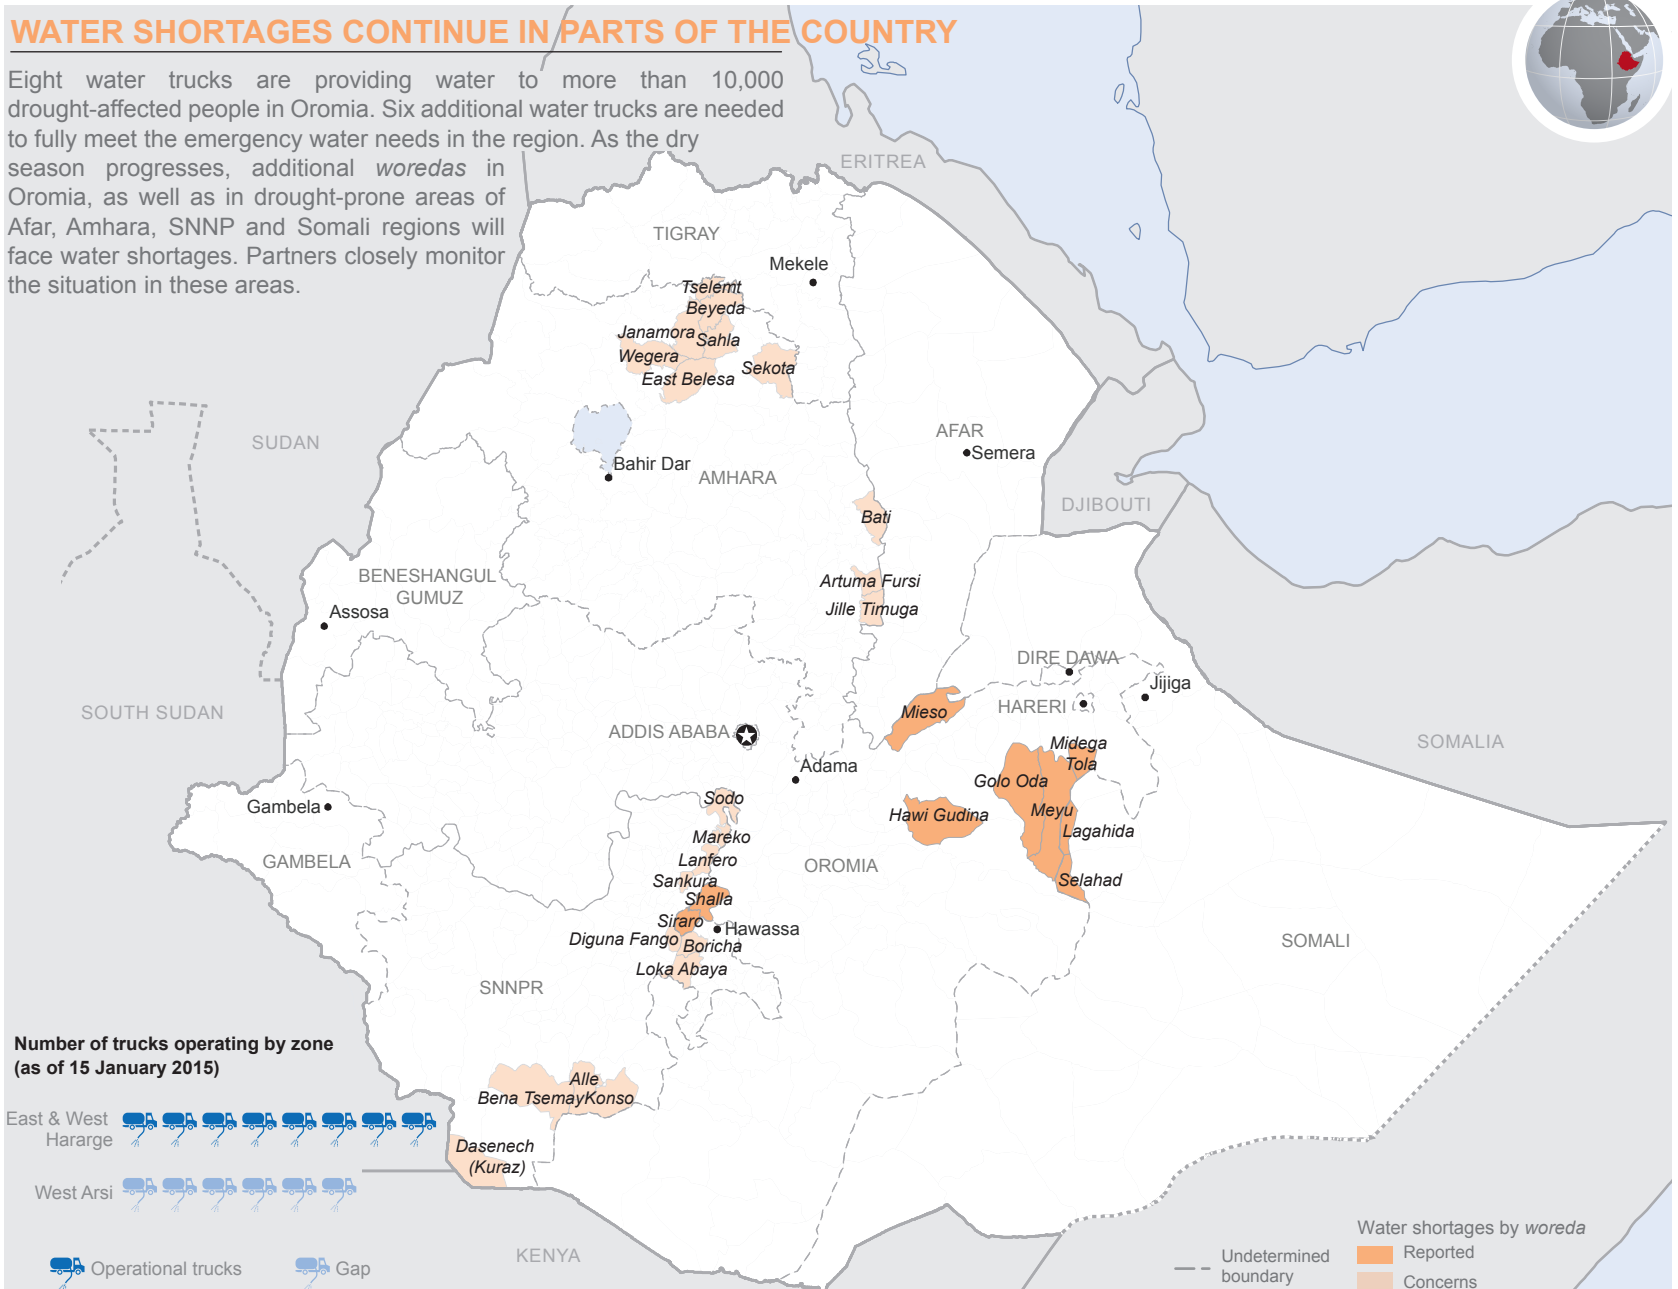 WATER SHORTAGES CONTINUE IN PARTS OF THE COUNTRY
Eight water trucks are providing water to more than 10,000
drought-affected people in Oromia. Six additional water trucks are needed
to fully meet the emergency water needs in the region. As the dry
season progresses, additional woredas in
Oromia, as well as in drought-prone areas of
Afar, Amhara, SNNP and Somali regions will
face water shortages. Partners closely monitor
the situation in these areas.
ERITREA
TIGRAY
Mekele
Tselemt
Beyeda
Janamora
Sahla
Wegera
Sekota
East Belesa
SUDAN
AFAR
Semera
Bahir Dar
AMHARA
DJIBOUTI
Bati
BENESHANGUL
GUMUZ
Artuma Fursi
Jille Timuga
Assosa
DIRE DAWA
Jijiga
SOUTH SUDAN
HARERI
Mieso
ADDIS ABABA
SOMALIA
Midega
Tola
Adama
Golo Oda
Gambela
Sodo
Hawi Gudina
Meyu
Lagahida
Mareko
GAMBELA
Lanfero
OROMIA
Sankura
Selahad
Shalla
Siraro
Hawassa
Diguna Fango
Boricha
SOMALI
Loka Abaya
SNNPR
Number of trucks operating by zone
(as of 15 January 2015)
Alle
Bena Tsemay
Konso
East & West
Hararge
Dasenech
(Kuraz)
West Arsi
KENYA
Operational trucks
Gap
Undetermined
boundary
Water shortages by woreda
Reported
Concerns